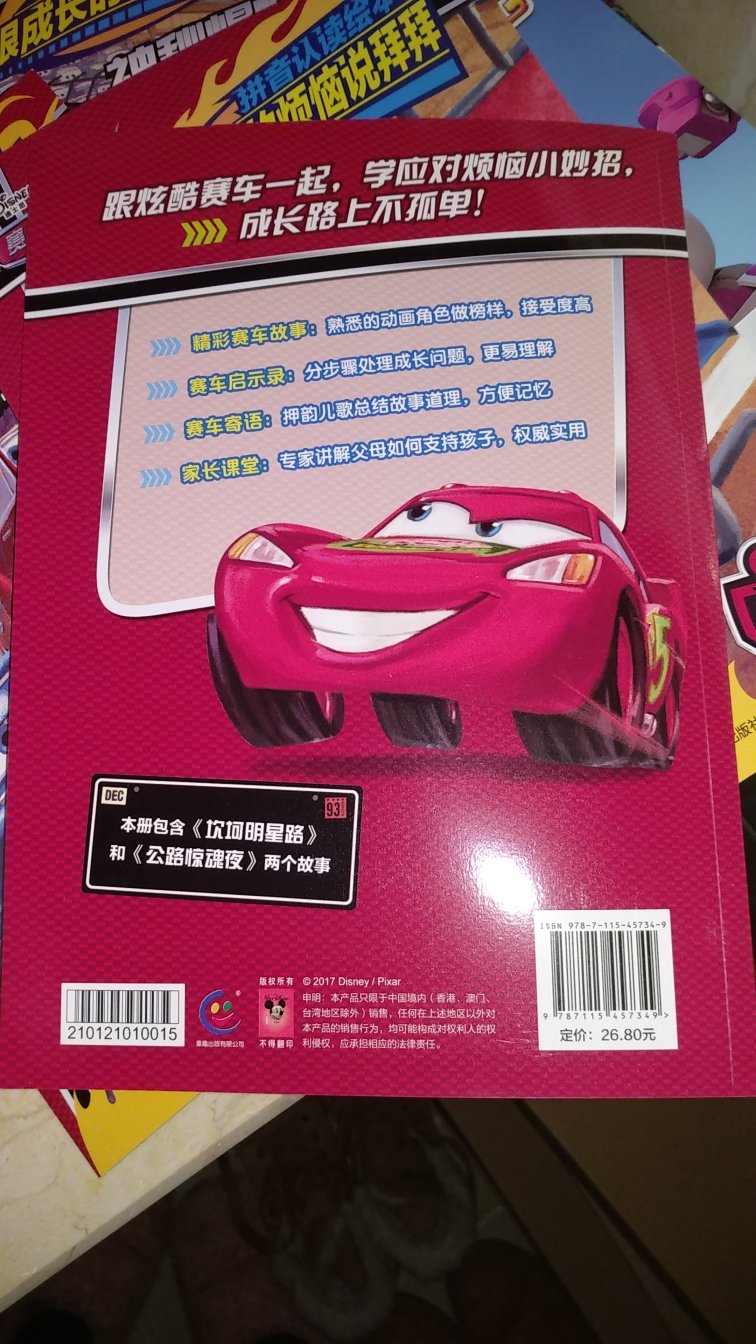 跟成长的
冲刺
拼音认读绘本
烦恼说拜拜
跟炫酷赛车一起，学应对烦恼小妙招，
成长路上不孤单！
精彩赛车故事：熟悉的动画角色做榜样，接受度高
赛车启示录：分步骤处理成长问题，更易理解
赛车寄语：押韵儿歌总结故事道理，方便记忆
家长课堂：专家讲解父母如何支持孩子，权威实用
DEC
93
本册包含《坎坷明星路》
和《公路惊魂夜》两个故事
210121010015
童趣出版有限公司
版权所有
不得翻印
© 2017 Disney / Pixar
申明：本产品只限于中国境内（香港、澳门、
台湾地区除外）销售，任何在上述地区以外对
本产品的销售行为，均可能构成对权利人的权
利侵权，应承担相应的法律责任。
ISBN 978-7-115-45734-9
9 787115 457349 >
定价：26.80元